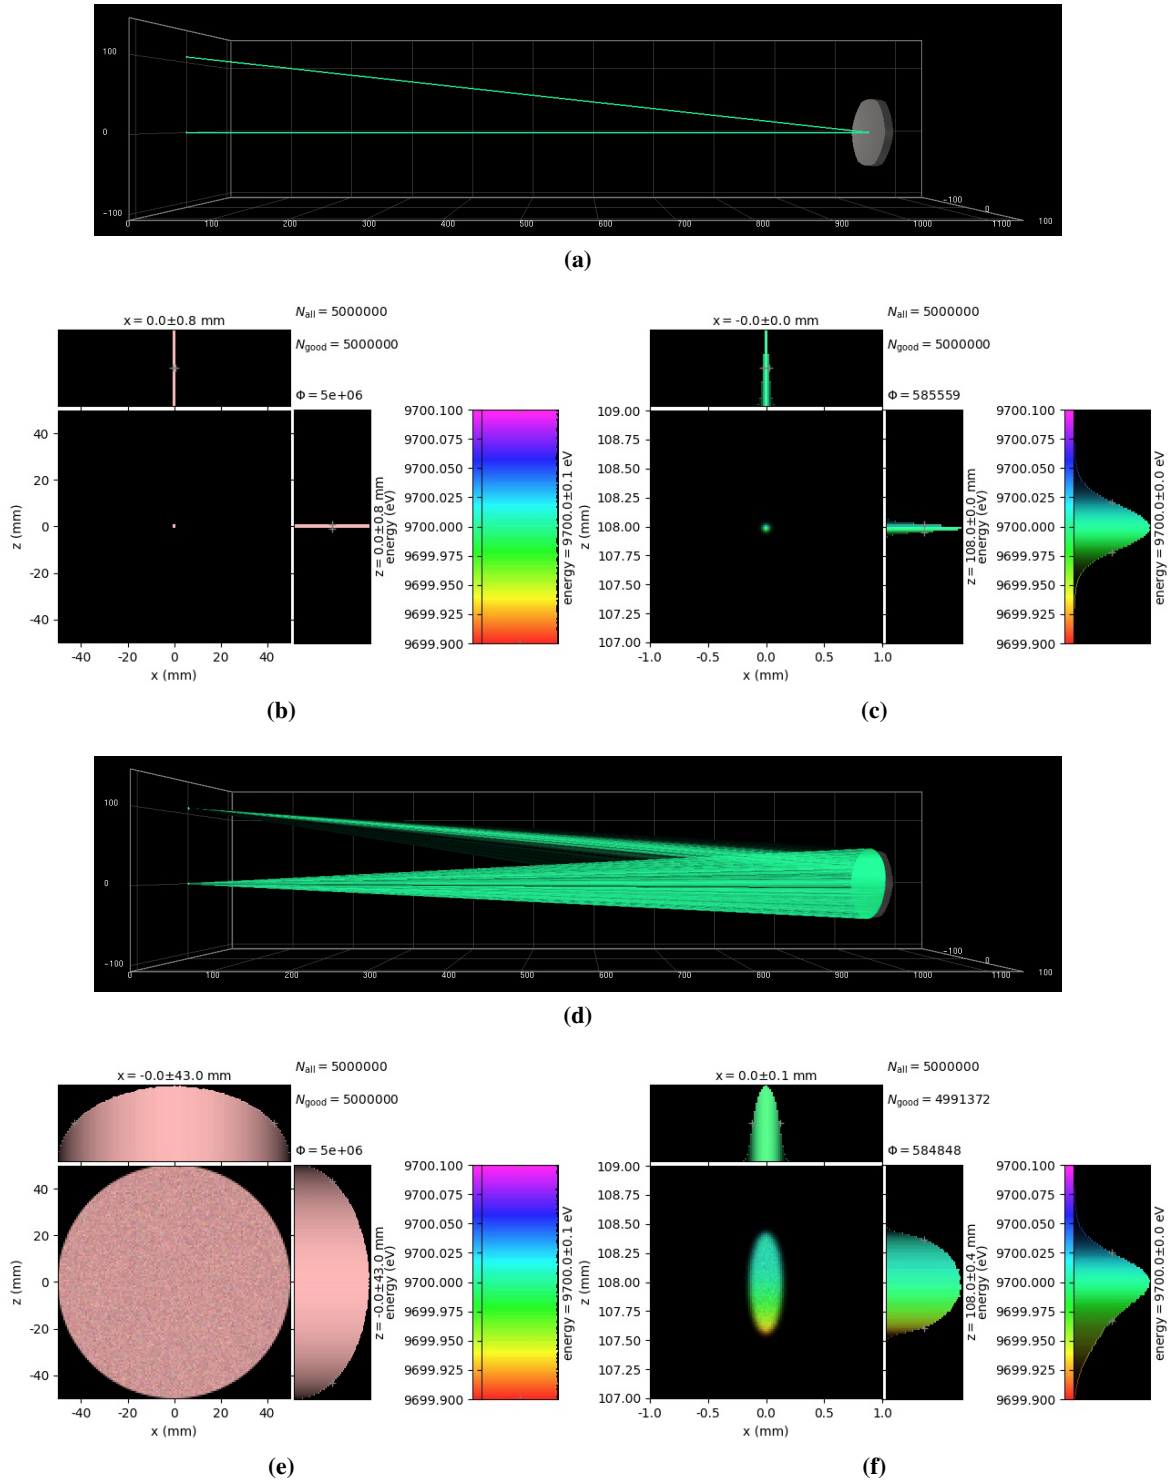 100
0
−100
0
100
200
300
400
500
600
700
800
900
1000
1100
−100
0
100
(a)
x = 0.0±0.8 mm
N_all = 5000000
N_good = 5000000
Φ = 5e+06
z (mm)
40
20
0
-20
-40
-40
-20
0
20
40
x (mm)
z = 0.0±0.8 mm
energy (eV)
9700.100
9700.075
9700.050
9700.025
9700.000
9699.975
9699.950
9699.925
9699.900
energy = 9700.0±0.1 eV
(b)
x = -0.0±0.0 mm
N_all = 5000000
N_good = 5000000
Φ = 585559
z (mm)
109.00
108.75
108.50
108.25
108.00
107.75
107.50
107.25
107.00
-1.0
-0.5
0.0
0.5
1.0
x (mm)
z = 108.0±0.0 mm
energy (eV)
9700.100
9700.075
9700.050
9700.025
9700.000
9699.975
9699.950
9699.925
9699.900
energy = 9700.0±0.0 eV
(c)
100
0
−100
0
100
200
300
400
500
600
700
800
900
1000
1100
−100
0
100
(d)
x = -0.0±43.0 mm
N_all = 5000000
N_good = 5000000
Φ = 5e+06
z (mm)
40
20
0
-20
-40
-40
-20
0
20
40
x (mm)
z = -0.0±43.0 mm
energy (eV)
9700.100
9700.075
9700.050
9700.025
9700.000
9699.975
9699.950
9699.925
9699.900
energy = 9700.0±0.1 eV
(e)
x = 0.0±0.1 mm
N_all = 5000000
N_good = 4991372
Φ = 584848
z (mm)
109.00
108.75
108.50
108.25
108.00
107.75
107.50
107.25
107.00
-1.0
-0.5
0.0
0.5
1.0
x (mm)
z = 108.0±0.4 mm
energy (eV)
9700.100
9700.075
9700.050
9700.025
9700.000
9699.975
9699.950
9699.925
9699.900
energy = 9700.0±0.0 eV
(f)